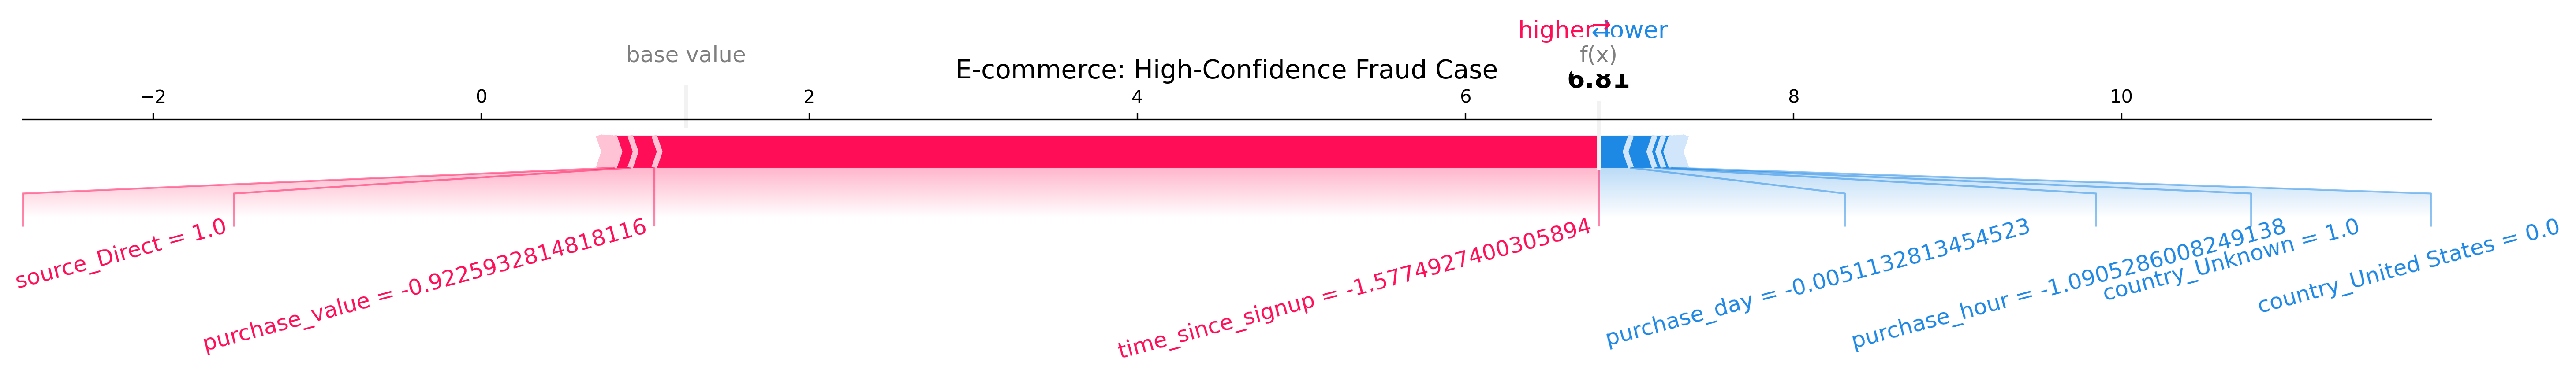 higher⇄lower
base value
f(x)
E-commerce: High-Confidence Fraud Case
6.81
−2 0 2 4 6 8 10
source_Direct = 1.0
purchase_value = -0.9225932814818116
time_since_signup = -1.5774927400305894
purchase_day = -0.0051132813454523
purchase_hour = -1.0905286008249138
country_Unknown = 1.0
country_United States = 0.0